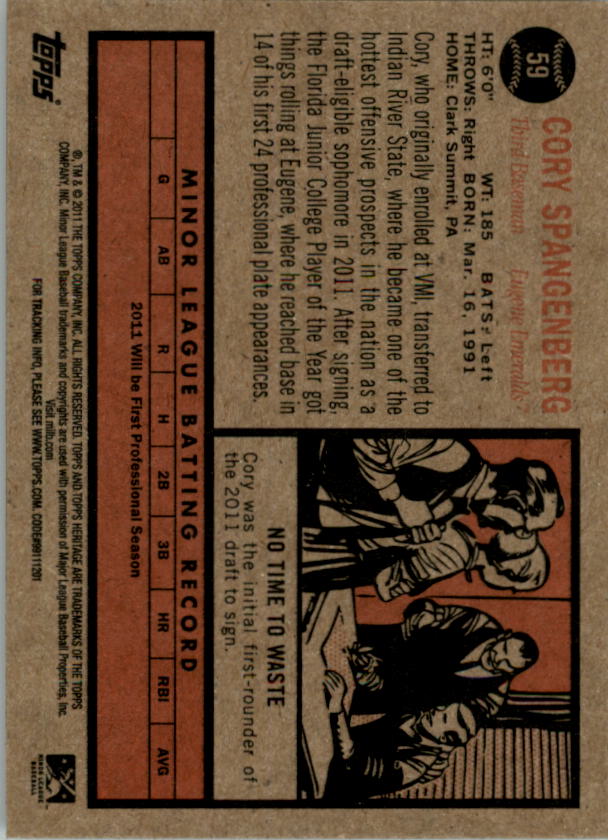 59
CORY SPANGENBERG
Third Baseman Eugene Emeralds
HT: 6'0" WT: 185 BATS: Left
THROWS: Right BORN: Mar. 16, 1991
HOME: Clark Summit, PA
Cory, who originally enrolled at VMI, transferred to
Indian River State, where he became one of the
hottest offensive prospects in the nation as a
draft-eligible sophomore in 2011. After signing,
the Florida Junior College Player of the Year got
things rolling at Eugene, where he reached base in
14 of his first 24 professional plate appearances.
NO TIME TO WASTE
Cory was the initial first-rounder of
the 2011 draft to sign.
MINOR LEAGUE BATTING RECORD
G AB R H 2B 3B HR RBI AVG
2011 Will be First Professional Season
topps
®, TM & © 2011 THE TOPPS COMPANY, INC. ALL RIGHTS RESERVED. TOPPS AND TOPPS HERITAGE ARE TRADEMARKS OF THE TOPPS
COMPANY, INC. Minor League Baseball trademarks and copyrights are used with permission of Major League Baseball Properties, Inc.
Visit milb.com
FOR TRACKING INFO, PLEASE SEE WWW.TOPPS.COM. CODE#99111201
MINOR LEAGUE
BASEBALL